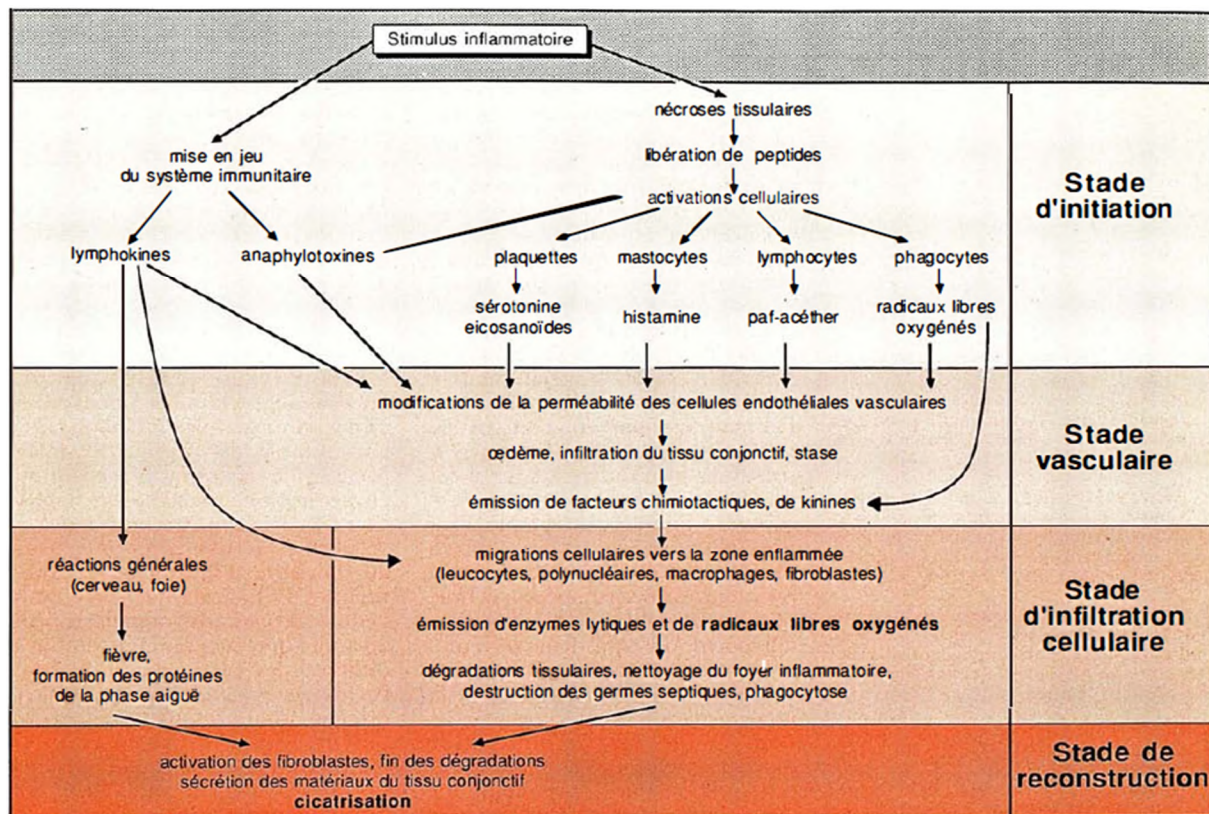 Stimulus inflammatoire
nécroses tissulaires
libération de peptides
mise en jeu
du système immunitaire
activations cellulaires
Stade
d'initiation
lymphokines
anaphylotoxines
plaquettes
mastocytes
lymphocytes
phagocytes
sérotonine
eicosanoïdes
histamine
paf-acéther
radicaux libres
oxygénés
modifications de la perméabilité des cellules endothéliales vasculaires
œdème, infiltration du tissu conjonctif, stase
émission de facteurs chimiotactiques, de kinines
Stade
vasculaire
réactions générales
(cerveau, foie)
fièvre,
formation des protéines
de la phase aiguë
migrations cellulaires vers la zone enflammée
(leucocytes, polynucléaires, macrophages, fibroblastes)
émission d'enzymes lytiques et de radicaux libres oxygénés
dégradations tissulaires, nettoyage du foyer inflammatoire,
destruction des germes septiques, phagocytose
Stade
d'infiltration
cellulaire
activation des fibroblastes, fin des dégradations
sécrétion des matériaux du tissu conjonctif
cicatrisation
Stade de
reconstruction